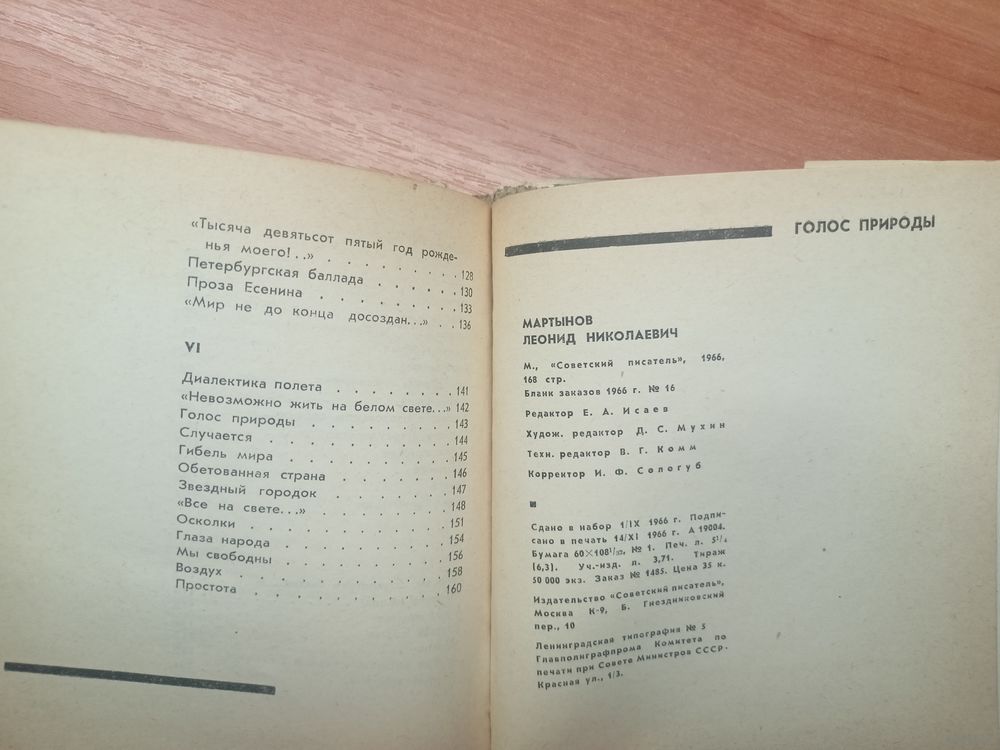 «Тысяча девятьсот пятый год рожде-
нья моего!..» . . . . . . . . . 128
Петербургская баллада . . . . . . 130
Проза Есенина . . . . . . . . . 133
«Мир не до конца досоздан...» . . 136
VI
Диалектика полета . . . . . . . 141
«Невозможно жить на белом свете...» 142
Голос природы . . . . . . . . . 143
Случается . . . . . . . . . . . 144
Гибель мира . . . . . . . . . . 145
Обетованная страна . . . . . . . 146
Звездный городок . . . . . . . 147
«Все на свете...» . . . . . . . . 148
Осколки . . . . . . . . . . . . 151
Глаза народа . . . . . . . . . . 154
Мы свободны . . . . . . . . . . 156
Воздух . . . . . . . . . . . . 158
Простота . . . . . . . . . . . 160
ГОЛОС ПРИРОДЫ
МАРТЫНОВ
ЛЕОНИД НИКОЛАЕВИЧ
М., «Советский писатель», 1966,
168 стр.
Бланк заказов 1966 г. № 16
Редактор Е. А. Исаев
Худож. редактор Д. С. Мухин
Техн. редактор В. Г. Комм
Корректор И. Ф. Сологуб
Сдано в набор 1/IX 1966 г. Подпи-
сано в печать 14/XI 1966 г. А 19004.
Бумага 60×108¹/₃₂, № 1. Печ. л. 5¹/₄
(6,3). Уч.-изд. л. 3,71. Тираж
50 000 экз. Заказ № 1485. Цена 35 к.
Издательство «Советский писатель»,
Москва К-9, Б. Гнездниковский
пер., 10
Ленинградская типография № 5
Главполиграфпрома Комитета по
печати при Совете Министров СССР.
Красная ул., 1/3.